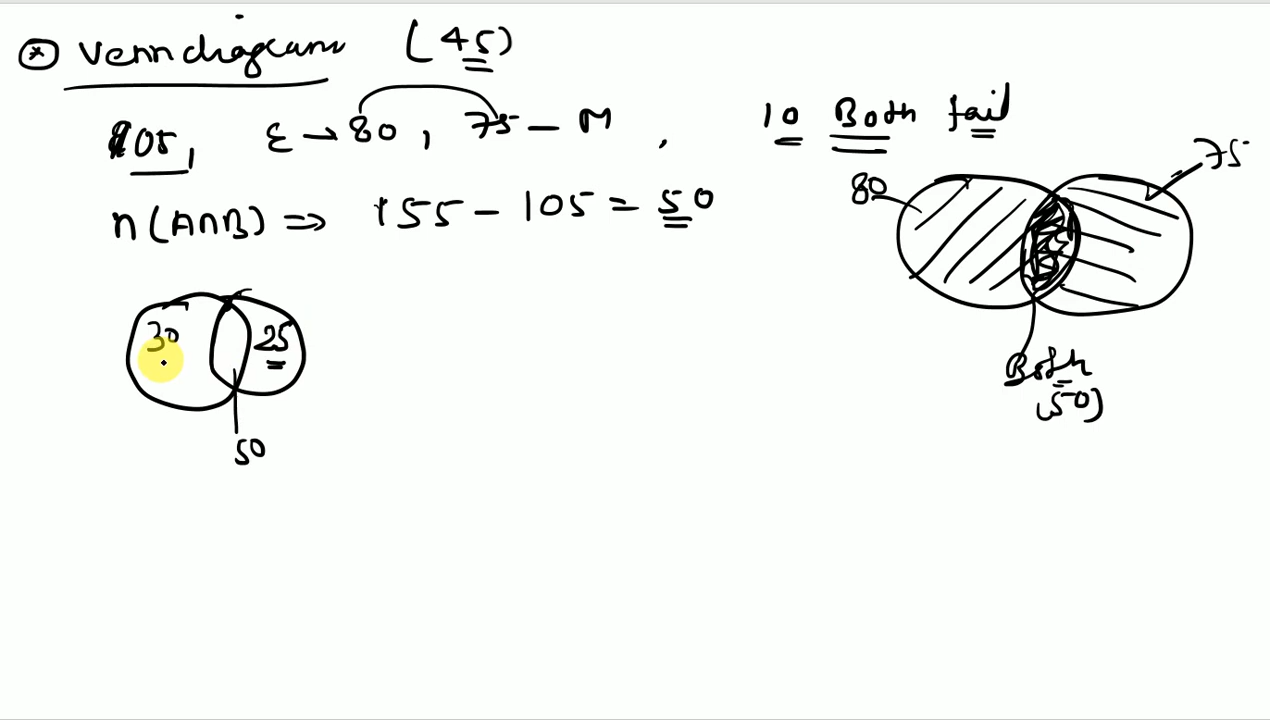 * Venn diagram (45)
105, E → 80, 75 – M, 10 Both fail
n(A∩B) ⇒ 155 – 105 = 50
80
75
Both
(50)
30 25
50